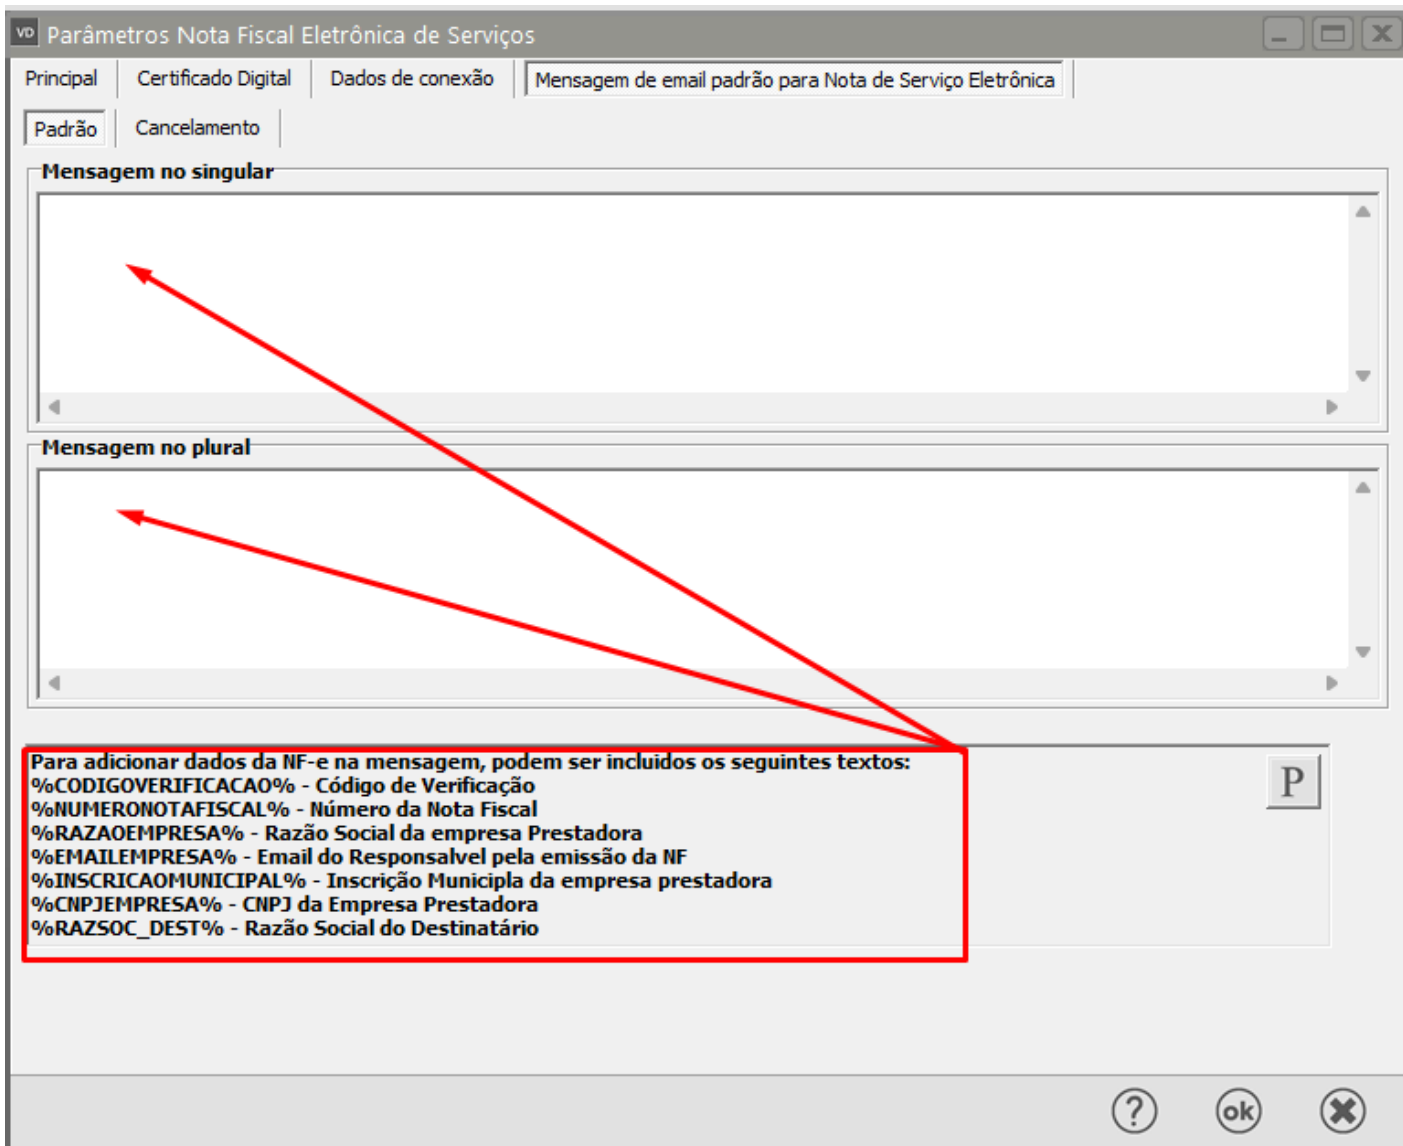 VD Parâmetros Nota Fiscal Eletrônica de Serviços
Principal Certificado Digital Dados de conexão Mensagem de email padrão para Nota de Serviço Eletrônica
Padrão Cancelamento
Mensagem no singular
Mensagem no plural
Para adicionar dados da NF-e na mensagem, podem ser incluidos os seguintes textos:
%CODIGOVERIFICACAO% - Código de Verificação
%NUMERONOTAFISCAL% - Número da Nota Fiscal
%RAZAOEMPRESA% - Razão Social da empresa Prestadora
%EMAILEMPRESA% - Email do Responsalvel pela emissão da NF
%INSCRICAOMUNICIPAL% - Inscrição Municipla da empresa prestadora
%CNPJEMPRESA% - CNPJ da Empresa Prestadora
%RAZSOC_DEST% - Razão Social do Destinatário
P
? ok